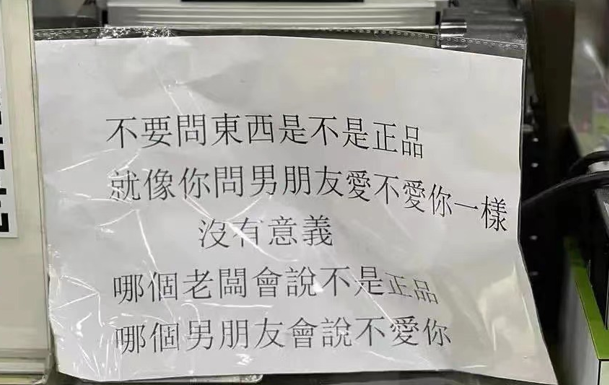 不要問東西是不是正品
就像你問男朋友愛不愛你一樣
沒有意義
哪個老闆會説不是正品
哪個男朋友會説不愛你